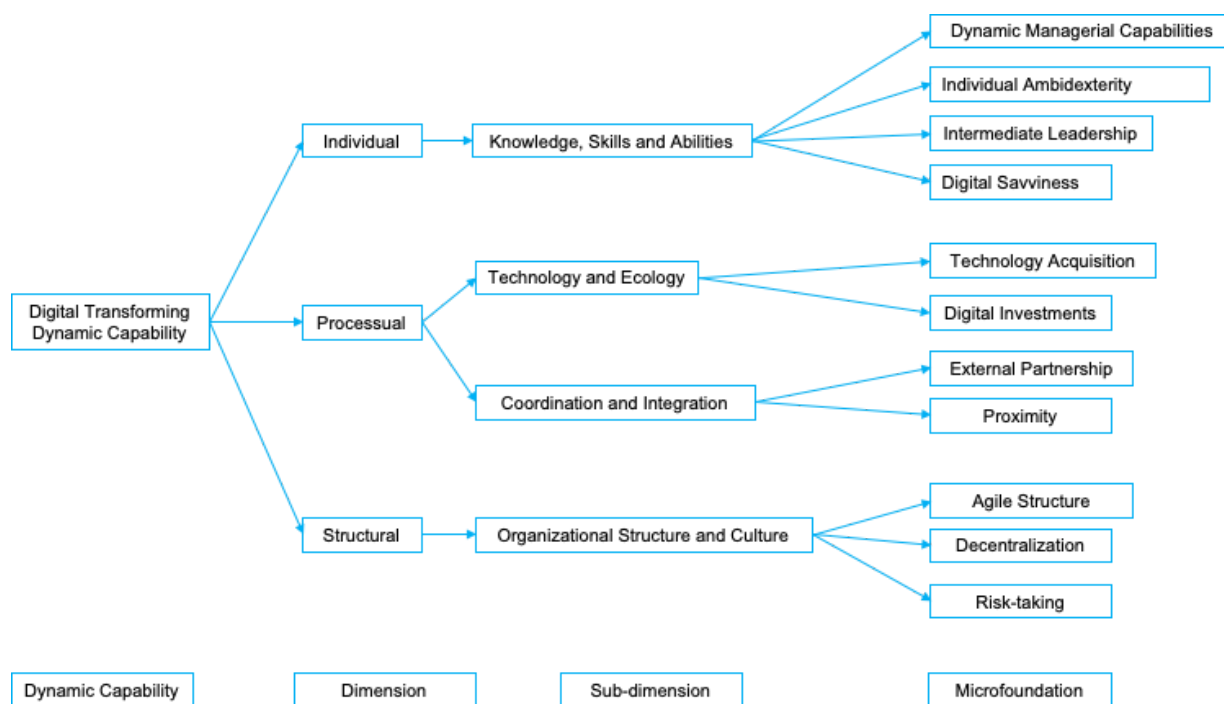 Dynamic Managerial Capabilities
Individual Ambidexterity
Individual
Knowledge, Skills and Abilities
Intermediate Leadership
Digital Savviness
Technology and Ecology
Technology Acquisition
Digital Transforming
Dynamic Capability
Processual
Digital Investments
External Partnership
Coordination and Integration
Proximity
Agile Structure
Structural
Organizational Structure and Culture
Decentralization
Risk-taking
Dynamic Capability
Dimension
Sub-dimension
Microfoundation